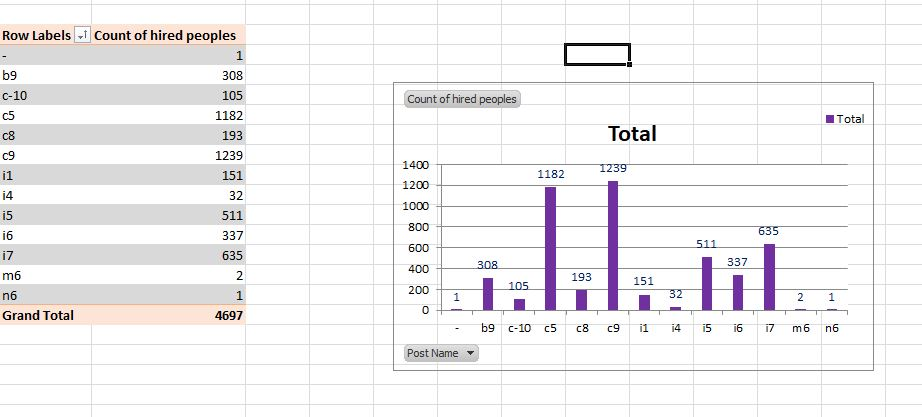 Row Labels Count of hired peoples
- 1
b9 308
c-10 105
c5 1182
c8 193
c9 1239
i1 151
i4 32
i5 511
i6 337
i7 635
m6 2
n6 1
Grand Total 4697
Count of hired peoples
Total
Total
1400
1200
1000
800
600
400
200
0
1 308 105 1182 193 1239 151 32 511 337 635 2 1
- b9 c-10 c5 c8 c9 i1 i4 i5 i6 i7 m6 n6
Post Name